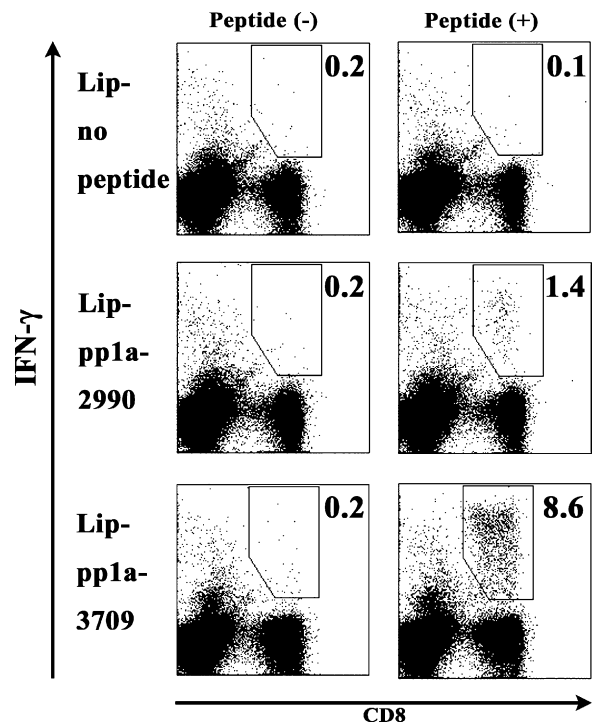 Peptide (-)
Peptide (+)
Lip-
no
peptide
0.2
0.1
IFN-γ
Lip-
pp1a-
2990
0.2
1.4
Lip-
pp1a-
3709
0.2
8.6
CD8